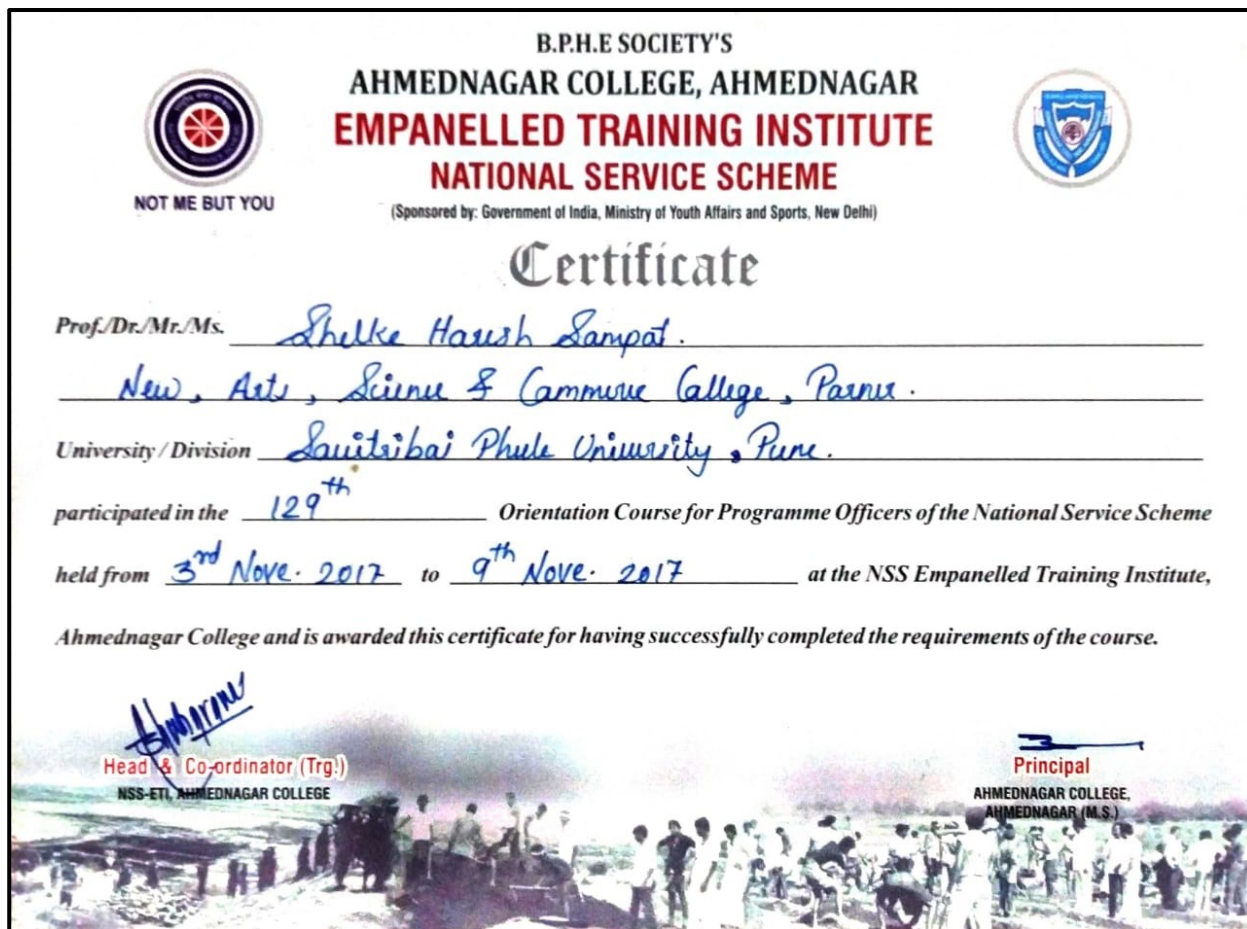 B.P.H.E SOCIETY'S
AHMEDNAGAR COLLEGE, AHMEDNAGAR
EMPANELLED TRAINING INSTITUTE
NATIONAL SERVICE SCHEME
(Sponsored by: Government of India, Ministry of Youth Affairs and Sports, New Delhi)
NOT ME BUT YOU
Certificate
Prof./Dr./Mr./Ms. Shelke Harish Sampat.
New, Arts, Science & Commerce College, Parner.
University / Division Savitribai Phule University, Pune.
participated in the 129th Orientation Course for Programme Officers of the National Service Scheme
held from 3rd Nove. 2017 to 9th Nove. 2017 at the NSS Empanelled Training Institute,
Ahmednagar College and is awarded this certificate for having successfully completed the requirements of the course.
Head & Co-ordinator (Trg.)
NSS-ETI, AHMEDNAGAR COLLEGE
Principal
AHMEDNAGAR COLLEGE,
AHMEDNAGAR (M.S.)